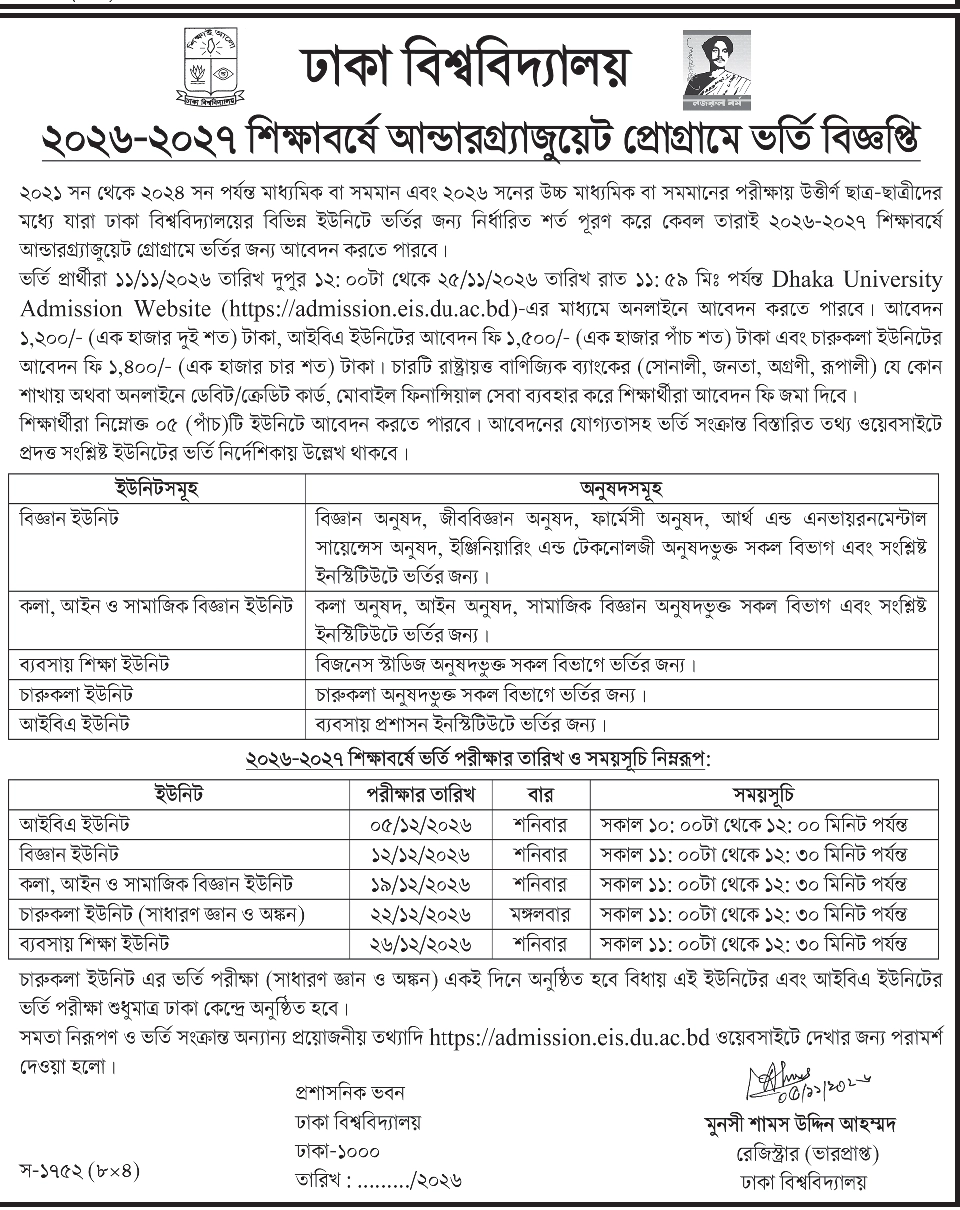 শিক্ষাই আলো
ঢাকা বিশ্ববিদ্যালয়
ঢাকা বিশ্ববিদ্যালয়
২০২৬-২০২৭ শিক্ষাবর্ষে আন্ডারগ্র্যাজুয়েট প্রোগ্রামে ভর্তি বিজ্ঞপ্তি
২০২১ সন থেকে ২০২৪ সন পর্যন্ত মাধ্যমিক বা সমমান এবং ২০২৬ সনের উচ্চ মাধ্যমিক বা সমমানের পরীক্ষায় উত্তীর্ণ ছাত্র-ছাত্রীদের
মধ্যে যারা ঢাকা বিশ্ববিদ্যালয়ের বিভিন্ন ইউনিটে ভর্তির জন্য নির্ধারিত শর্ত পূরণ করে কেবল তারাই ২০২৬-২০২৭ শিক্ষাবর্ষে
আন্ডারগ্র্যাজুয়েট প্রোগ্রামে ভর্তির জন্য আবেদন করতে পারবে।
ভর্তি প্রার্থীরা ১১/১১/২০২৬ তারিখ দুপুর ১২: ০০টা থেকে ২৫/১১/২০২৬ তারিখ রাত ১১: ৫৯ মিঃ পর্যন্ত Dhaka University
Admission Website (https://admission.eis.du.ac.bd)-এর মাধ্যমে অনলাইনে আবেদন করতে পারবে। আবেদন
১,২০০/- (এক হাজার দুই শত) টাকা, আইবিএ ইউনিটের আবেদন ফি ১,৫০০/- (এক হাজার পাঁচ শত) টাকা এবং চারুকলা ইউনিটের
আবেদন ফি ১,৪০০/- (এক হাজার চার শত) টাকা। চারটি রাষ্ট্রায়ত্ত বাণিজ্যিক ব্যাংকের (সোনালী, জনতা, অগ্রণী, রূপালী) যে কোন
শাখায় অথবা অনলাইনে ডেবিট/ক্রেডিট কার্ড, মোবাইল ফিনান্সিয়াল সেবা ব্যবহার করে শিক্ষার্থীরা আবেদন ফি জমা দিবে।
শিক্ষার্থীরা নিম্নোক্ত ০৫ (পাঁচ)টি ইউনিটে আবেদন করতে পারবে। আবেদনের যোগ্যতাসহ ভর্তি সংক্রান্ত বিস্তারিত তথ্য ওয়েবসাইটে
প্রদত্ত সংশ্লিষ্ট ইউনিটের ভর্তি নির্দেশিকায় উল্লেখ থাকবে।
ইউনিটসমূহ অনুষদসমূহ
বিজ্ঞান ইউনিট বিজ্ঞান অনুষদ, জীববিজ্ঞান অনুষদ, ফার্মেসী অনুষদ, আর্থ এন্ড এনভায়রনমেন্টাল
সায়েন্সেস অনুষদ, ইঞ্জিনিয়ারিং এন্ড টেকনোলজী অনুষদভুক্ত সকল বিভাগ এবং সংশ্লিষ্ট
ইনস্টিটিউটে ভর্তির জন্য।
কলা, আইন ও সামাজিক বিজ্ঞান ইউনিট কলা অনুষদ, আইন অনুষদ, সামাজিক বিজ্ঞান অনুষদভুক্ত সকল বিভাগ এবং সংশ্লিষ্ট
ইনস্টিটিউটে ভর্তির জন্য।
ব্যবসায় শিক্ষা ইউনিট বিজনেস স্টাডিজ অনুষদভুক্ত সকল বিভাগে ভর্তির জন্য।
চারুকলা ইউনিট চারুকলা অনুষদভুক্ত সকল বিভাগে ভর্তির জন্য।
আইবিএ ইউনিট ব্যবসায় প্রশাসন ইনস্টিটিউটে ভর্তির জন্য।
২০২৬-২০২৭ শিক্ষাবর্ষে ভর্তি পরীক্ষার তারিখ ও সময়সূচি নিম্নরূপ:
ইউনিট পরীক্ষার তারিখ বার সময়সূচি
আইবিএ ইউনিট ০৫/১২/২০২৬ শনিবার সকাল ১০: ০০টা থেকে ১২: ০০ মিনিট পর্যন্ত
বিজ্ঞান ইউনিট ১২/১২/২০২৬ শনিবার সকাল ১১: ০০টা থেকে ১২: ৩০ মিনিট পর্যন্ত
কলা, আইন ও সামাজিক বিজ্ঞান ইউনিট ১৯/১২/২০২৬ শনিবার সকাল ১১: ০০টা থেকে ১২: ৩০ মিনিট পর্যন্ত
চারুকলা ইউনিট (সাধারণ জ্ঞান ও অঙ্কন) ২২/১২/২০২৬ মঙ্গলবার সকাল ১১: ০০টা থেকে ১২: ৩০ মিনিট পর্যন্ত
ব্যবসায় শিক্ষা ইউনিট ২৬/১২/২০২৬ শনিবার সকাল ১১: ০০টা থেকে ১২: ৩০ মিনিট পর্যন্ত
চারুকলা ইউনিট এর ভর্তি পরীক্ষা (সাধারণ জ্ঞান ও অঙ্কন) একই দিনে অনুষ্ঠিত হবে বিধায় এই ইউনিটের এবং আইবিএ ইউনিটের
ভর্তি পরীক্ষা শুধুমাত্র ঢাকা কেন্দ্রে অনুষ্ঠিত হবে।
সমতা নিরূপণ ও ভর্তি সংক্রান্ত অন্যান্য প্রয়োজনীয় তথ্যাদি https://admission.eis.du.ac.bd ওয়েবসাইটে দেখার জন্য পরামর্শ
দেওয়া হলো।
প্রশাসনিক ভবন
ঢাকা বিশ্ববিদ্যালয়
ঢাকা-১০০০
তারিখ : ........./২০২৬
মুনসী শামস উদ্দিন আহম্মদ
রেজিস্ট্রার (ভারপ্রাপ্ত)
ঢাকা বিশ্ববিদ্যালয়
স-১৭৫২ (৮×৪)